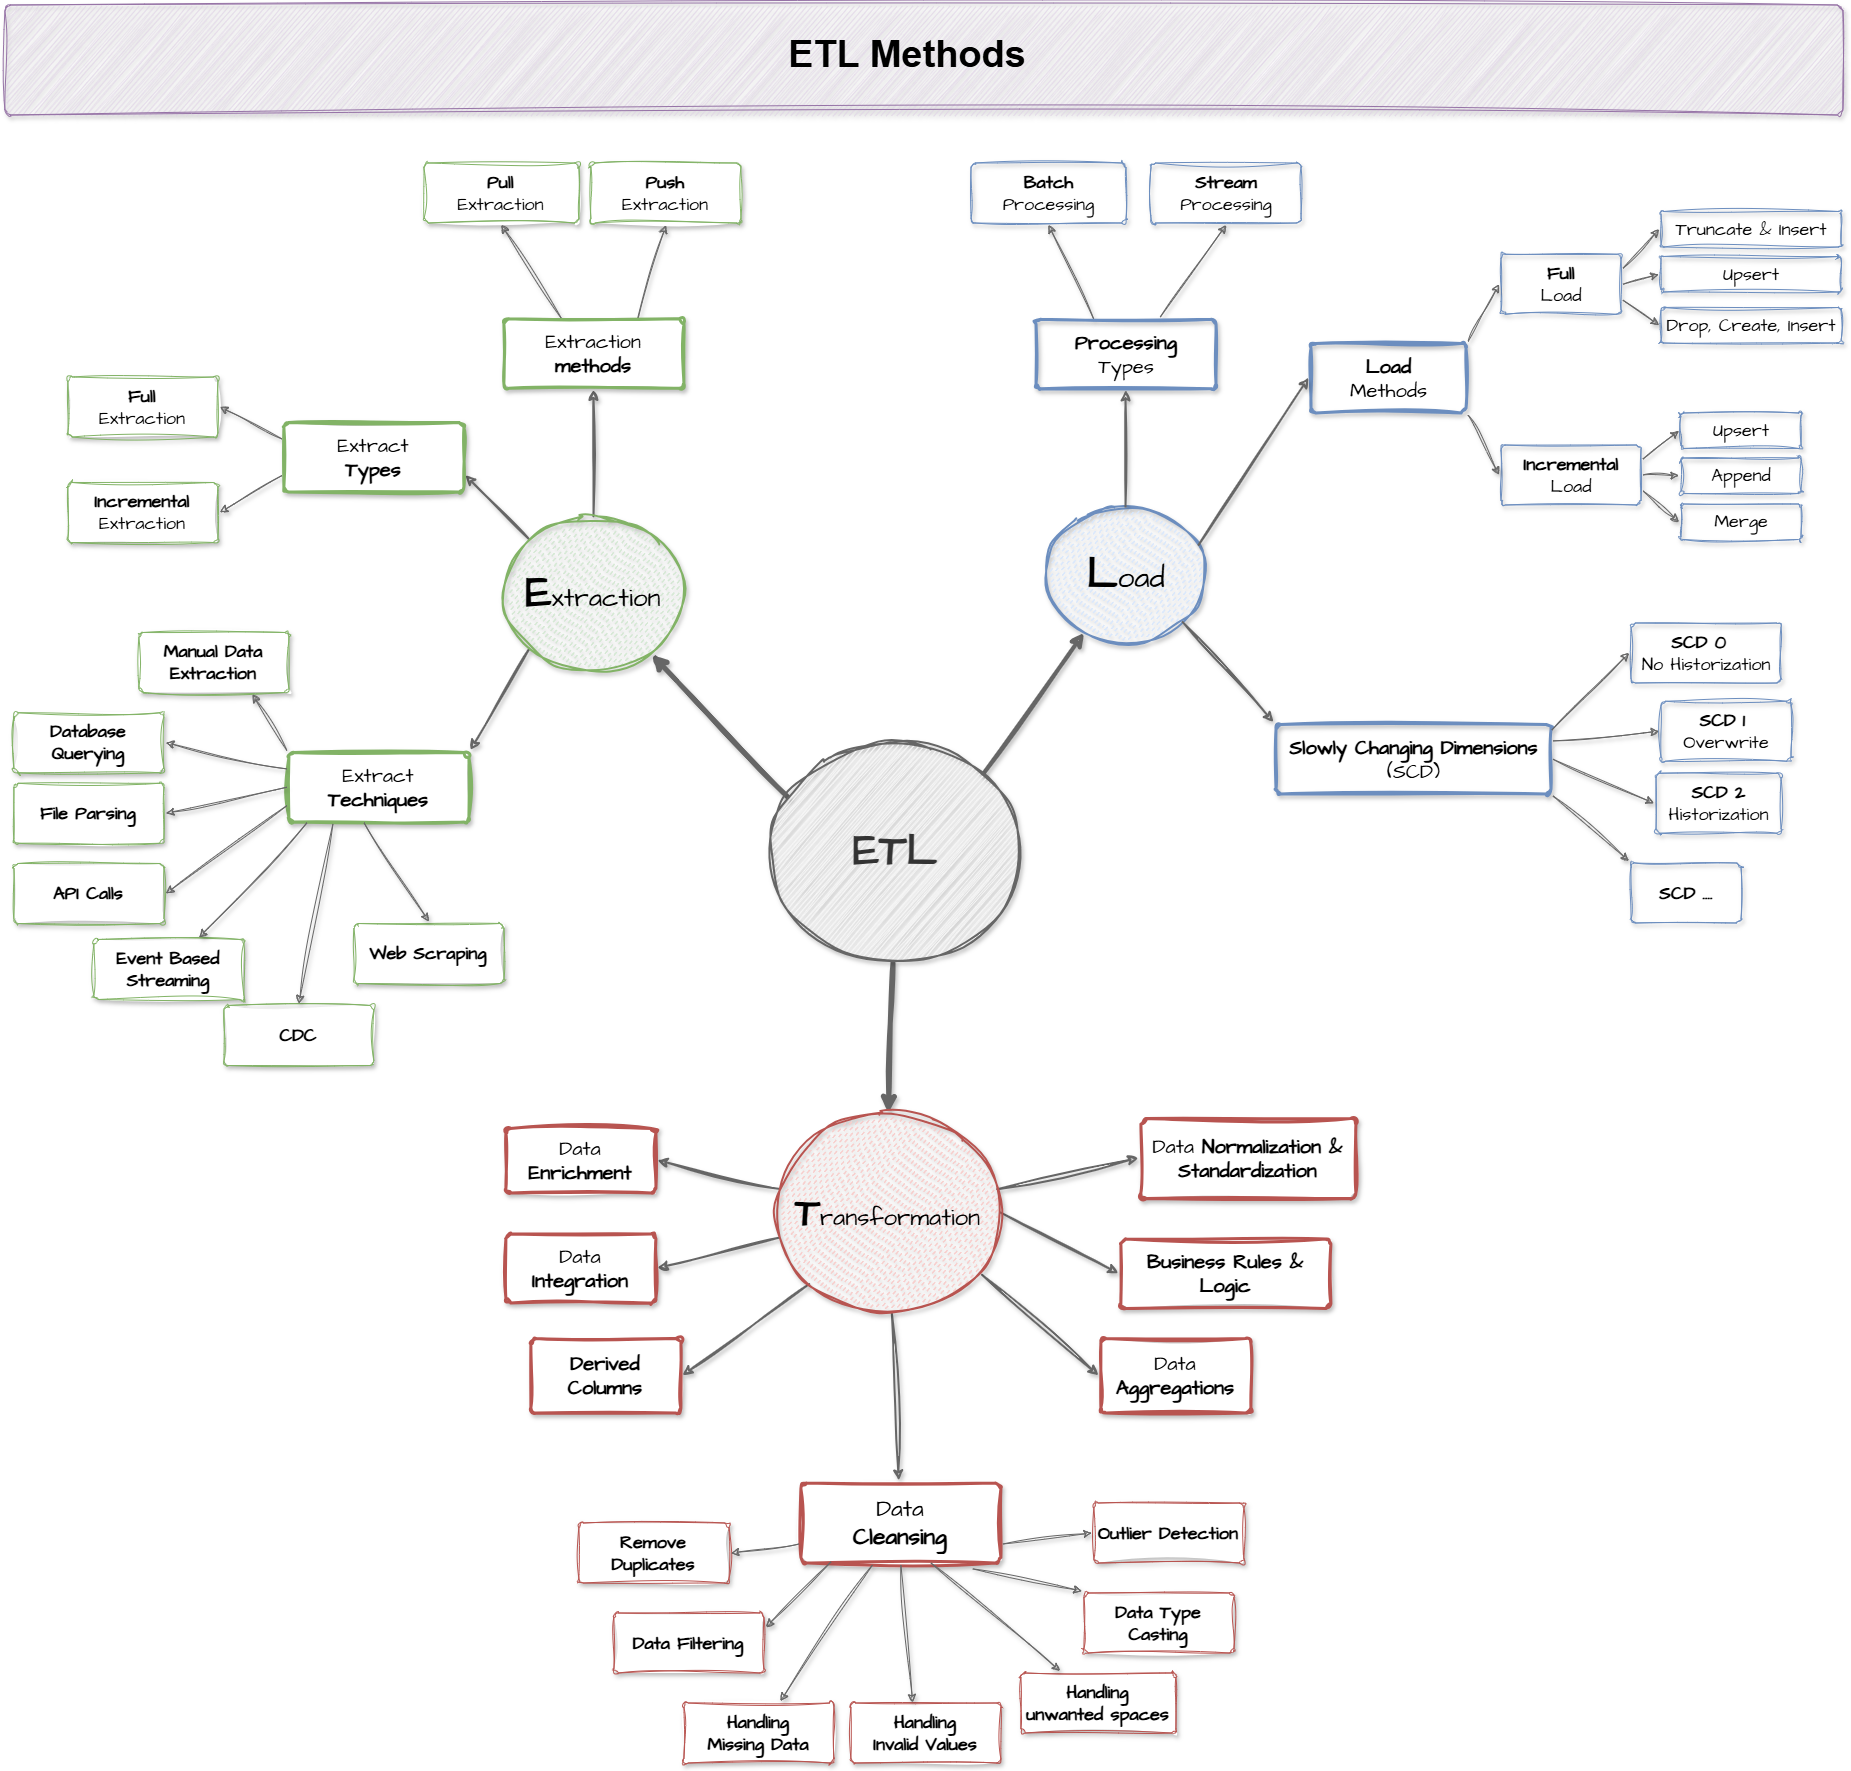 ETL Methods
Pull
Extraction
Push
Extraction
Extraction
methods
Full
Extraction
Incremental
Extraction
Extract
Types
Extraction
Manual Data
Extraction
Database
Querying
File Parsing
API Calls
Event Based
Streaming
CDC
Web Scraping
Extract
Techniques
Batch
Processing
Stream
Processing
Processing
Types
Load
Methods
Full
Load
Truncate & Insert
Upsert
Drop, Create, Insert
Incremental
Load
Upsert
Append
Merge
Load
Slowly Changing Dimensions
(SCD)
SCD 0
No Historization
SCD 1
Overwrite
SCD 2
Historization
SCD ....
ETL
Transformation
Data
Enrichment
Data
Integration
Derived
Columns
Data Normalization &
Standardization
Business Rules &
Logic
Data
Aggregations
Data
Cleansing
Remove
Duplicates
Data Filtering
Handling
Missing Data
Handling
Invalid Values
Handling
unwanted spaces
Data Type
Casting
Outlier Detection